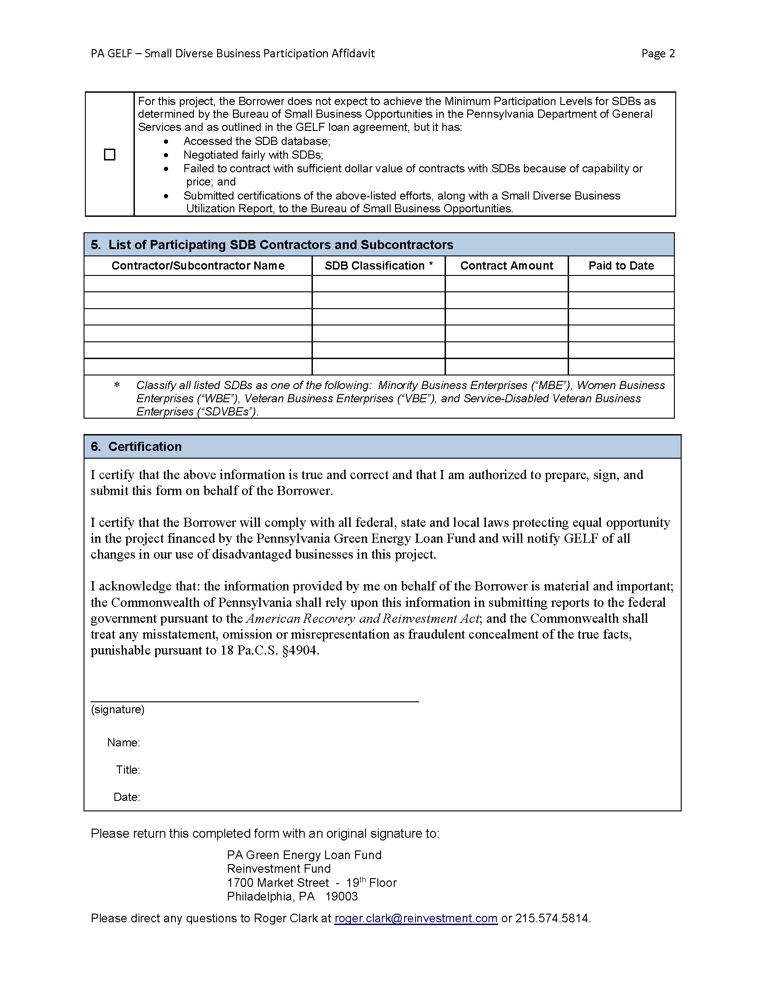 PA GELF – Small Diverse Business Participation Affidavit Page 2
For this project, the Borrower does not expect to achieve the Minimum Participation Levels for SDBs as
determined by the Bureau of Small Business Opportunities in the Pennsylvania Department of General
Services and as outlined in the GELF loan agreement, but it has:
• Accessed the SDB database;
• Negotiated fairly with SDBs;
• Failed to contract with sufficient dollar value of contracts with SDBs because of capability or
price; and
• Submitted certifications of the above-listed efforts, along with a Small Diverse Business
Utilization Report, to the Bureau of Small Business Opportunities.
5. List of Participating SDB Contractors and Subcontractors
Contractor/Subcontractor Name SDB Classification * Contract Amount Paid to Date
* Classify all listed SDBs as one of the following: Minority Business Enterprises (“MBE”), Women Business
Enterprises (“WBE”), Veteran Business Enterprises (“VBE”), and Service-Disabled Veteran Business
Enterprises (“SDVBEs”).
6. Certification
I certify that the above information is true and correct and that I am authorized to prepare, sign, and
submit this form on behalf of the Borrower.
I certify that the Borrower will comply with all federal, state and local laws protecting equal opportunity
in the project financed by the Pennsylvania Green Energy Loan Fund and will notify GELF of all
changes in our use of disadvantaged businesses in this project.
I acknowledge that: the information provided by me on behalf of the Borrower is material and important;
the Commonwealth of Pennsylvania shall rely upon this information in submitting reports to the federal
government pursuant to the American Recovery and Reinvestment Act; and the Commonwealth shall
treat any misstatement, omission or misrepresentation as fraudulent concealment of the true facts,
punishable pursuant to 18 Pa.C.S. §4904.
(signature)
Name:
Title:
Date:
Please return this completed form with an original signature to:
PA Green Energy Loan Fund
Reinvestment Fund
1700 Market Street - 19th Floor
Philadelphia, PA 19003
Please direct any questions to Roger Clark at roger.clark@reinvestment.com or 215.574.5814.